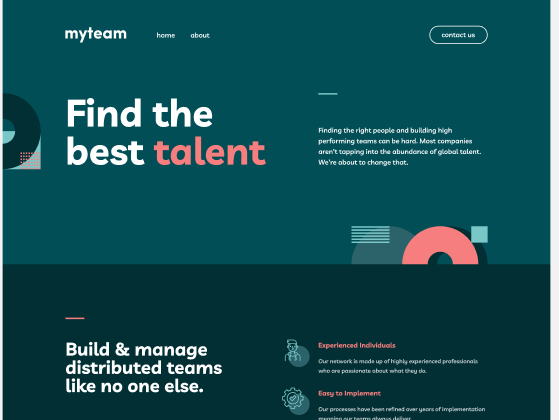 myteam
home
about
contact us
Find the
best talent
Finding the right people and building high
performing teams can be hard. Most companies
aren't tapping into the abundance of global talent.
We're about to change that.
Build & manage
distributed teams
like no one else.
Experienced Individuals
Our network is made up of highly experienced professionals
who are passionate about what they do.
Easy to Implement
Our processes have been refined over years of implementation
meaning our teams always deliver.